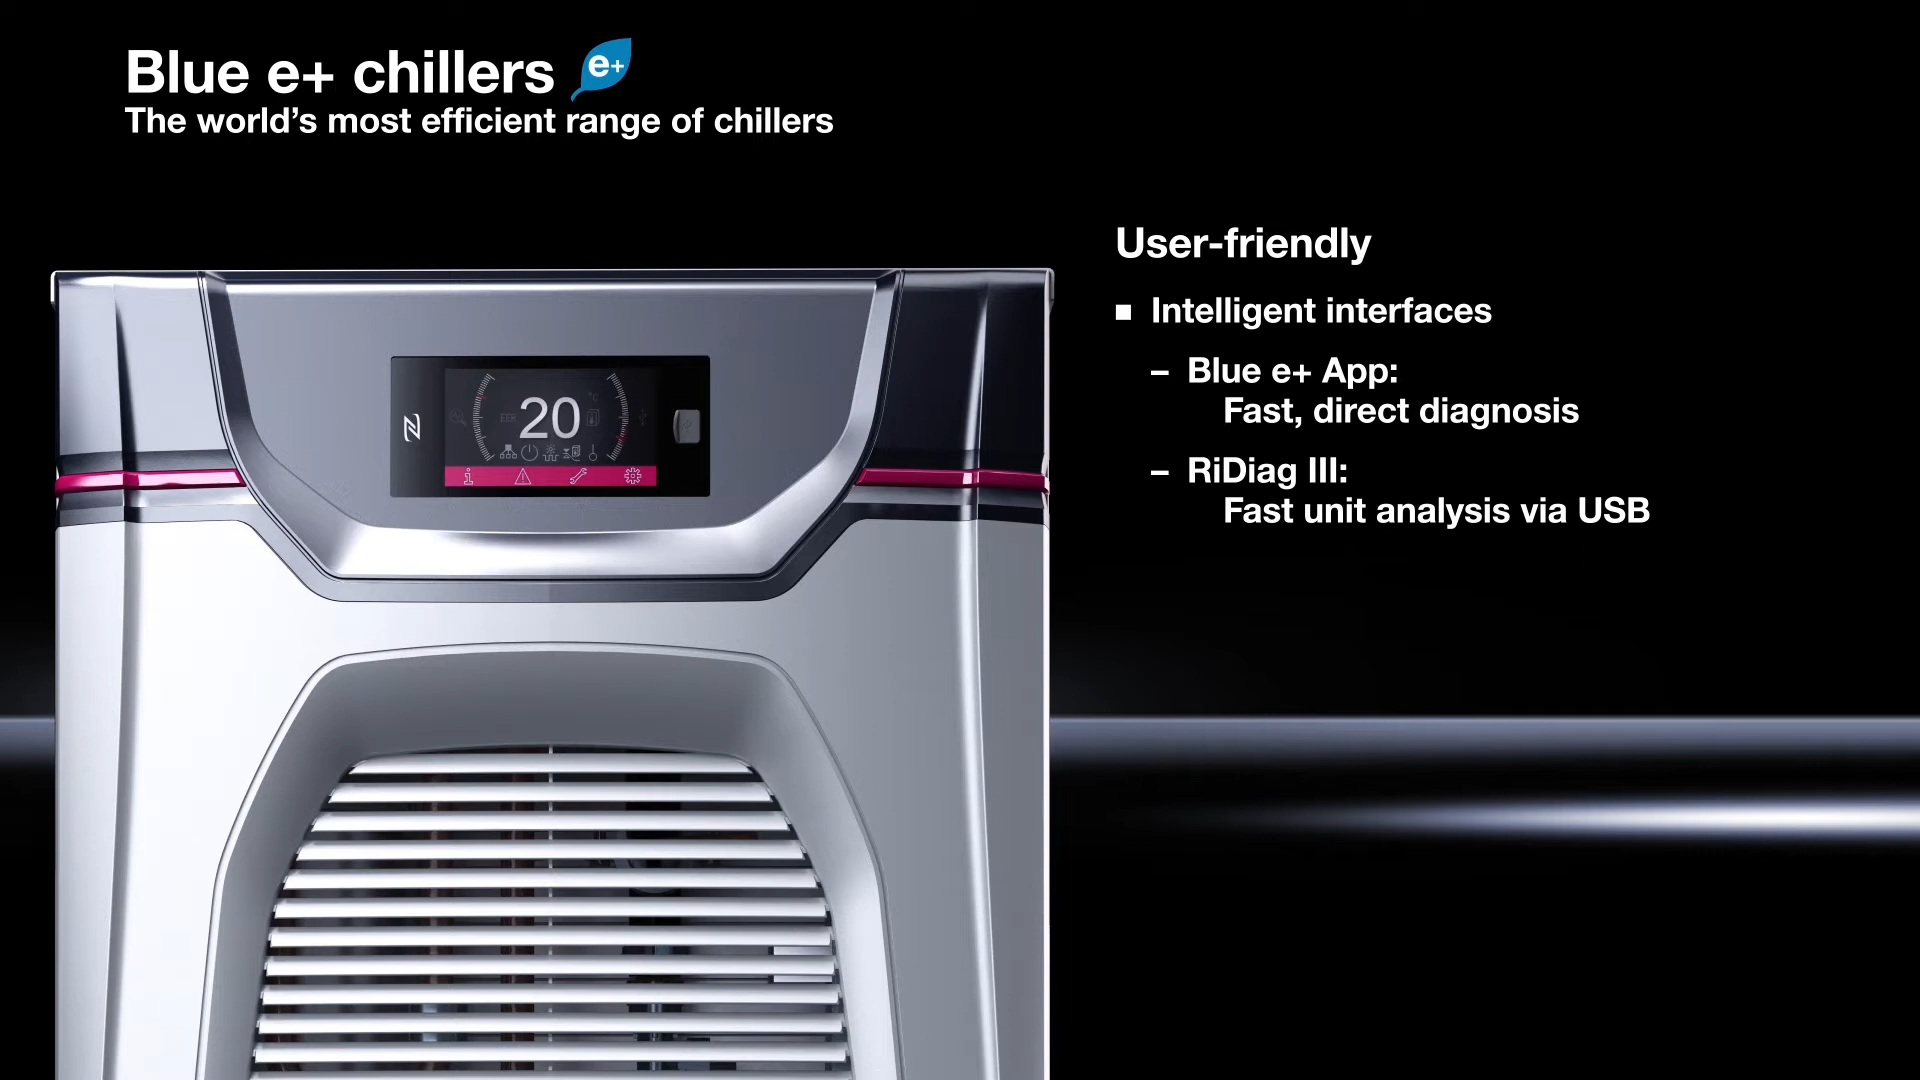 Blue e+ chillers e+
The world’s most efficient range of chillers
User-friendly
■ Intelligent interfaces
– Blue e+ App:
Fast, direct diagnosis
– RiDiag III:
Fast unit analysis via USB
°C
EER
20